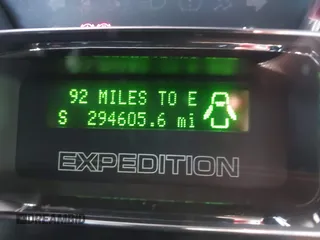 92 MILES TO E
S 294605.6 mi
EXPEDITION